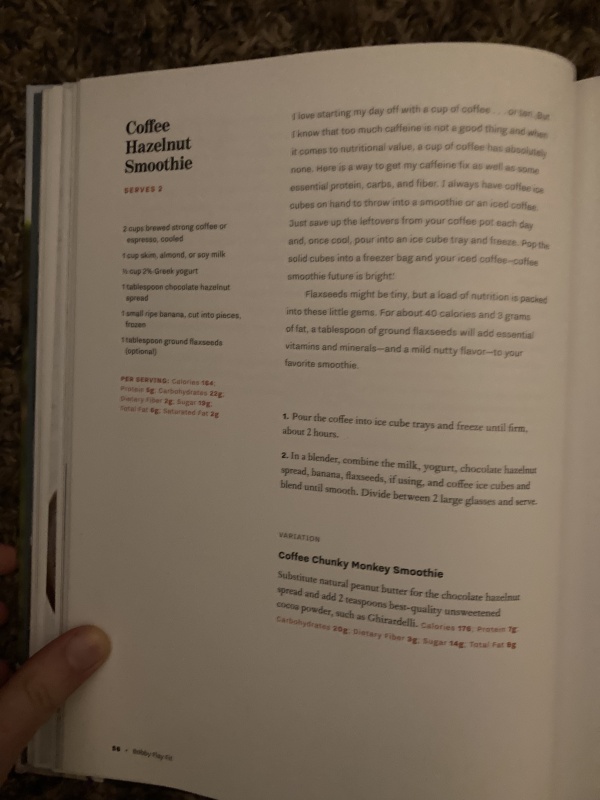 Coffee
Hazelnut
Smoothie
SERVES 2
2 cups brewed strong coffee or
espresso, cooled
1 cup skim, almond, or soy milk
½ cup 2% Greek yogurt
1 tablespoon chocolate hazelnut
spread
1 small ripe banana, cut into pieces,
frozen
1 tablespoon ground flaxseeds
(optional)
PER SERVING: Calories 164;
Protein 5g; Carbohydrates 22g;
Dietary Fiber 2g; Sugar 13g;
Total Fat 6g; Saturated Fat 2g
I love starting my day off with a cup of coffee . . . or ten. But
I know that too much caffeine is not a good thing and when
it comes to nutritional value, a cup of coffee has absolutely
none. Here is a way to get my caffeine fix as well as some
essential protein, carbs, and fiber. I always have coffee ice
cubes on hand to throw into a smoothie or an iced coffee.
Just save up the leftovers from your coffee pot each day
and, once cool, pour into an ice cube tray and freeze. Pop the
solid cubes into a freezer bag and your iced coffee–coffee
smoothie future is bright!
Flaxseeds might be tiny, but a load of nutrition is packed
into these little gems. For about 40 calories and 3 grams
of fat, a tablespoon of ground flaxseeds will add essential
vitamins and minerals—and a mild nutty flavor—to your
favorite smoothie.
1. Pour the coffee into ice cube trays and freeze until firm,
about 2 hours.
2. In a blender, combine the milk, yogurt, chocolate hazelnut
spread, banana, flaxseeds, if using, and coffee ice cubes and
blend until smooth. Divide between 2 large glasses and serve.
VARIATION
Coffee Chunky Monkey Smoothie
Substitute natural peanut butter for the chocolate hazelnut
spread and add 2 teaspoons best-quality unsweetened
cocoa powder, such as Ghirardelli. Calories 176; Protein 7g;
Carbohydrates 20g; Dietary Fiber 3g; Sugar 14g; Total Fat 8g
56 • Bobby Flay Fit